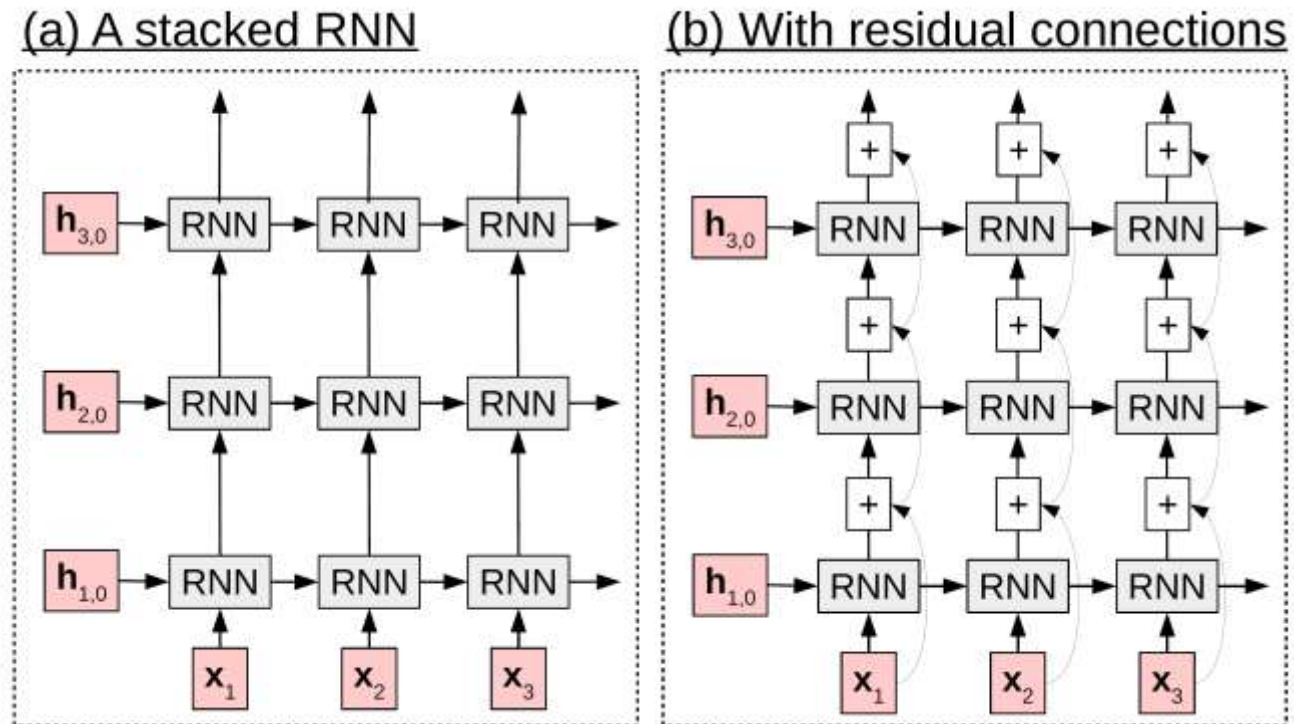 (a) A stacked RNN
h3,0 RNN RNN RNN
h2,0 RNN RNN RNN
h1,0 RNN RNN RNN
x1 x2 x3
(b) With residual connections
+ + +
h3,0 RNN RNN RNN
+ + +
h2,0 RNN RNN RNN
+ + +
h1,0 RNN RNN RNN
x1 x2 x3